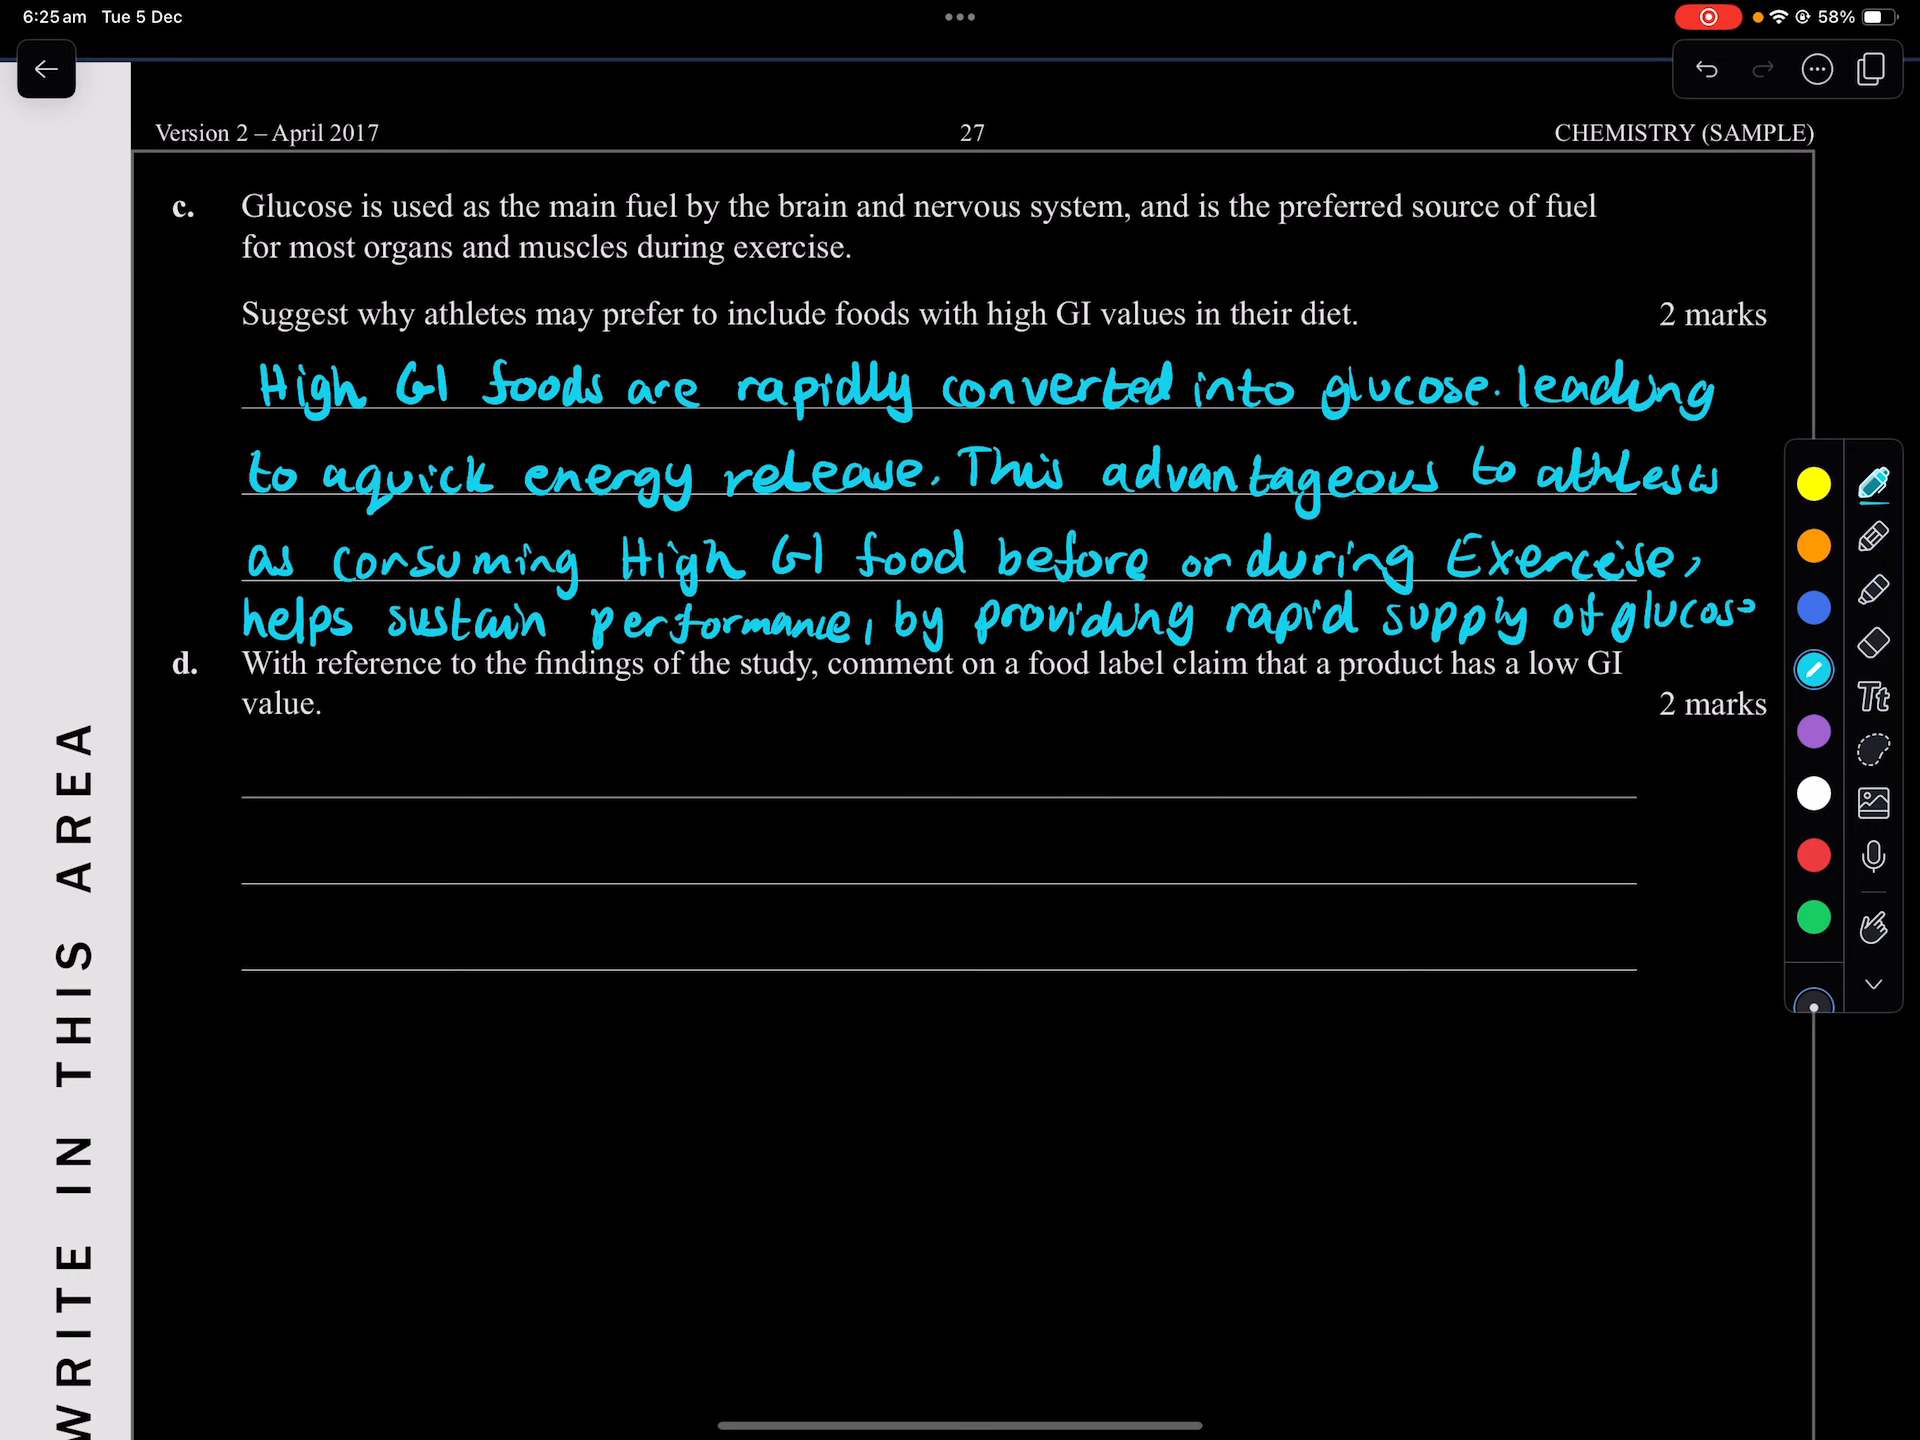 6:25 am Tue 5 Dec
58%
Version 2 – April 2017 27 CHEMISTRY (SAMPLE)
c. Glucose is used as the main fuel by the brain and nervous system, and is the preferred source of fuel
for most organs and muscles during exercise.
Suggest why athletes may prefer to include foods with high GI values in their diet. 2 marks
High GI foods are rapidly converted into glucose. leading
to a quick energy release. This advantageous to athlests
as consuming High GI food before or during Exerceise,
helps sustain performance, by providing rapid supply of glucose
d. With reference to the findings of the study, comment on a food label claim that a product has a low GI
value. 2 marks
WRITE IN THIS AREA
Tt